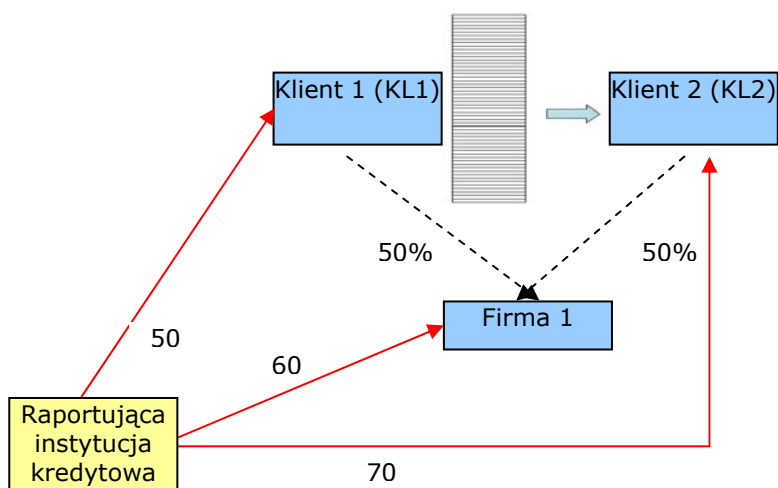 Klient 1 (KL1)
Klient 2 (KL2)
50%
50%
Firma 1
50
60
Raportująca
instytucja
kredytowa
70